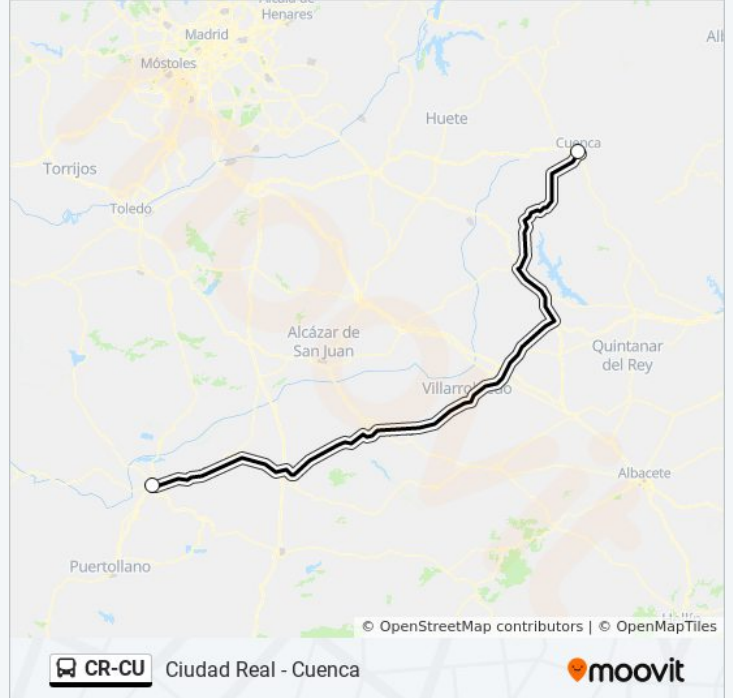 Alcalá de
Henares
Madrid
Móstoles
Huete
Cuenca
Torrijos
Toledo
Alcázar de
San Juan
Quintanar
del Rey
Villarrobledo
Albacete
Puertollano
© OpenStreetMap contributors | © OpenMapTiles
CR-CU
Ciudad Real - Cuenca
moovit